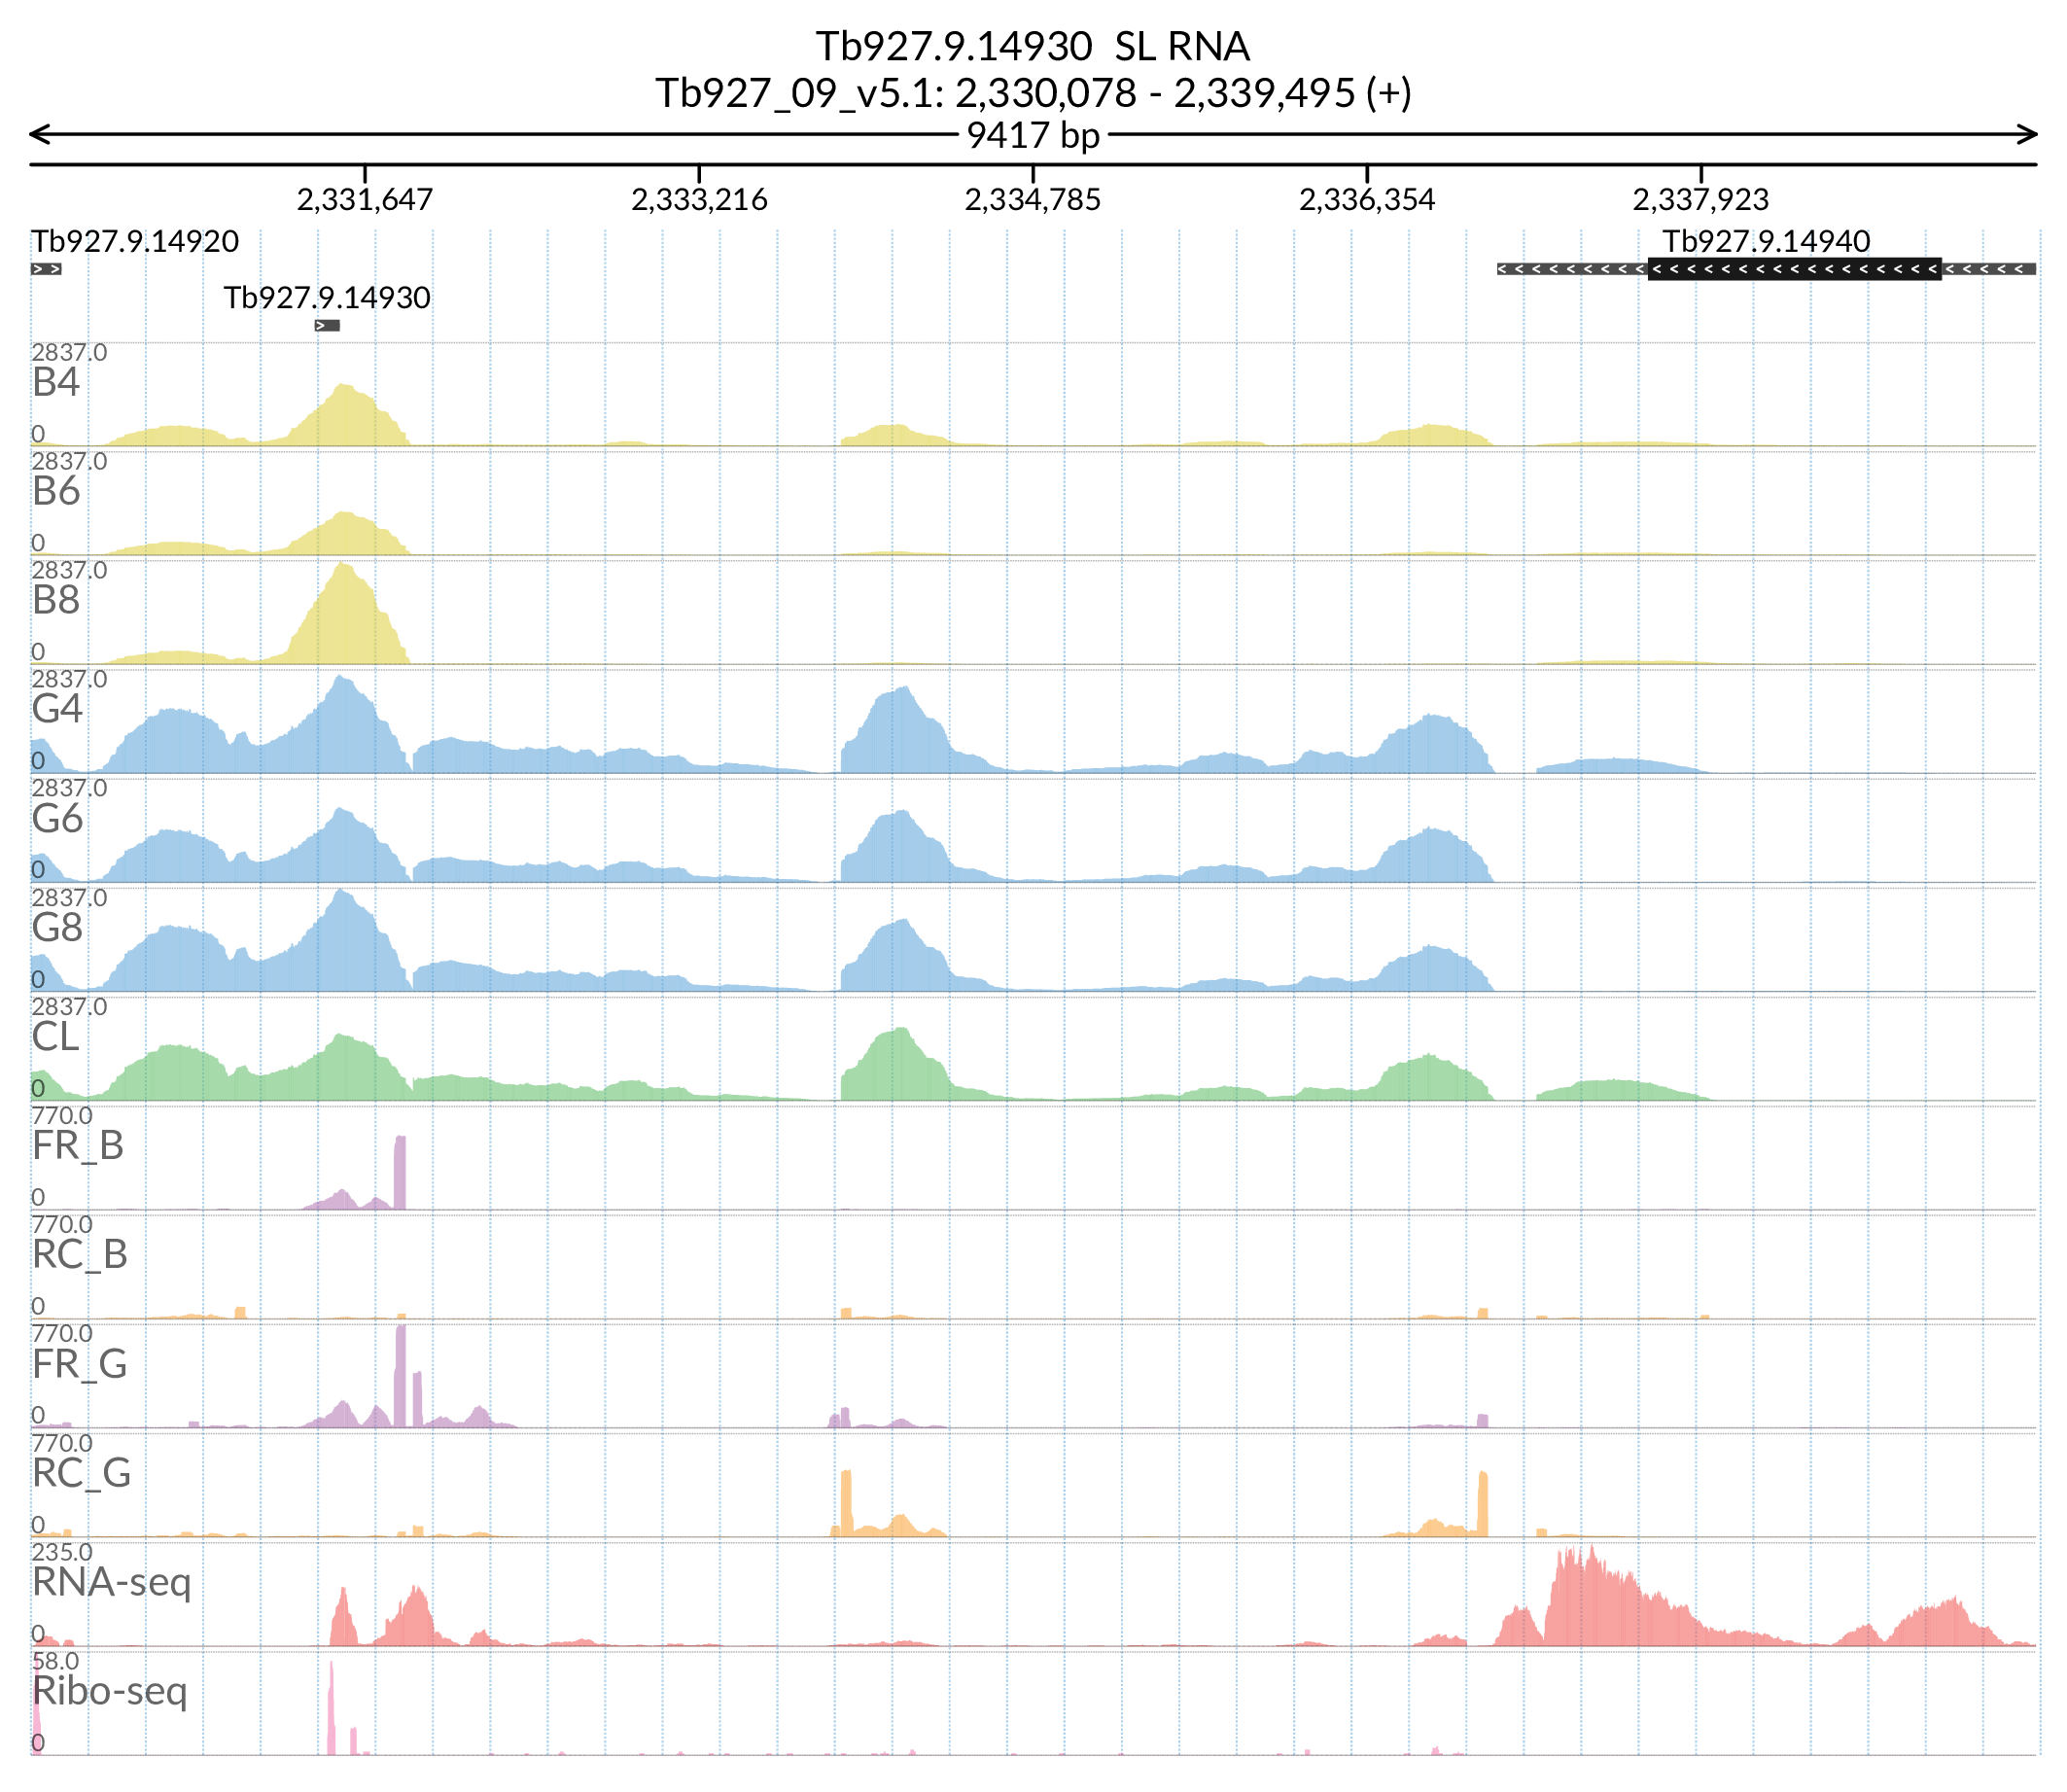 Tb927.9.14930  SL RNA
Tb927_09_v5.1: 2,330,078 - 2,339,495 (+)
9417 bp
2,331,647 2,333,216 2,334,785 2,336,354 2,337,923
Tb927.9.14920 Tb927.9.14940
Tb927.9.14930
2837.0
B4
0
2837.0
B6
0
2837.0
B8
0
2837.0
G4
0
2837.0
G6
0
2837.0
G8
0
2837.0
CL
0
770.0
FR_B
0
770.0
RC_B
0
770.0
FR_G
0
770.0
RC_G
0
235.0
RNA-seq
0
58.0
Ribo-seq
0